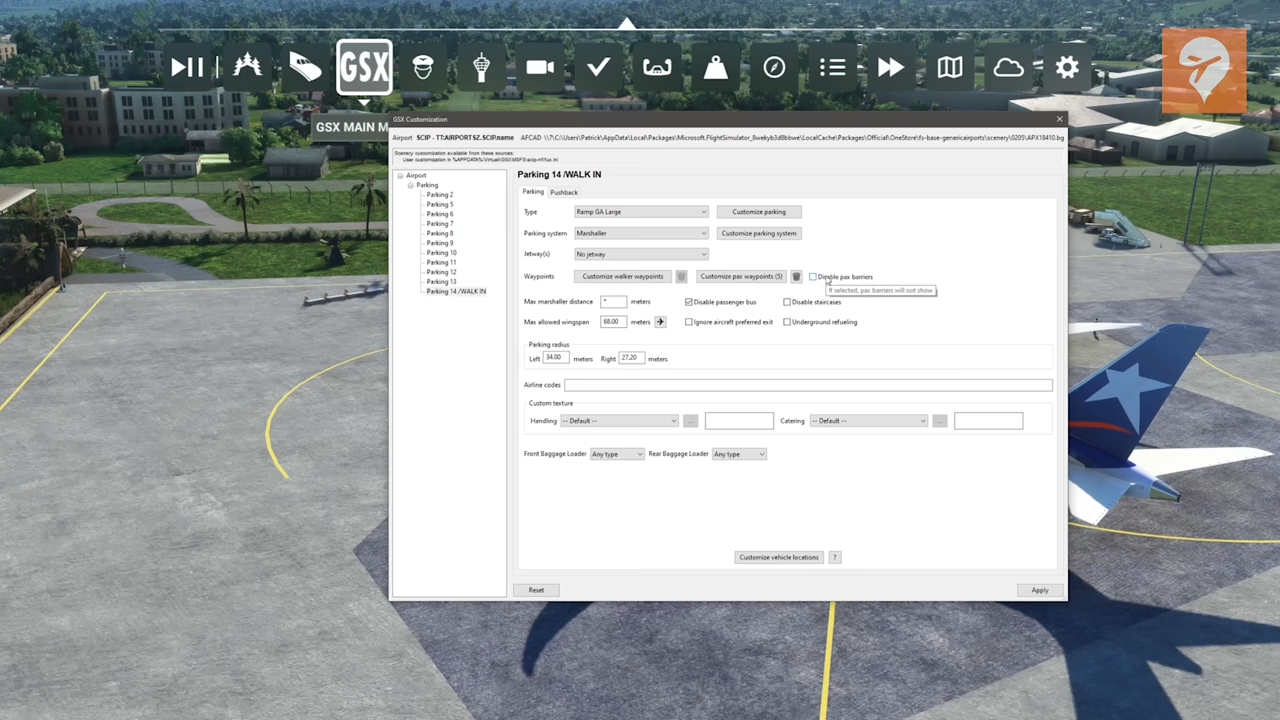 GSX
GSX MAIN M
GSX Customization
Airport SCIP - TT:AIRPORTSZ.SCIP.name AFCAD
Scenery customization available from these sources:
Airport
Parking
Parking 2
Parking 5
Parking 6
Parking 7
Parking 8
Parking 9
Parking 10
Parking 11
Parking 12
Parking 13
Parking 14 /WALK IN
Parking 14 /WALK IN
Parking Pushback
Type Ramp GA Large Customize parking
Parking system Marshaller Customize parking system
Jetway(s) No jetway
Waypoints Customize walker waypoints Customize pax waypoints (5) Disable pax barriers
If selected, pax barriers will not show
Max marshaller distance * meters Disable passenger bus Disable staircases
Max allowed wingspan 68.00 meters Ignore aircraft preferred exit Underground refueling
Parking radius
Left 34.00 meters Right 27.20 meters
Airline codes
Custom texture
Handling -- Default -- ... Catering -- Default -- ...
Front Baggage Loader Any type Rear Baggage Loader Any type
Customize vehicle locations ?
Reset Apply